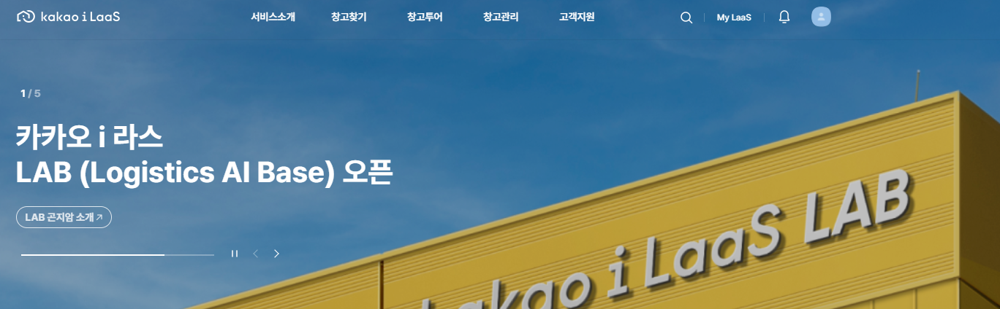 kakao i LaaS
서비스소개 창고찾기 창고투어 창고관리 고객지원 My LaaS
1 / 5
카카오 i 라스
LAB (Logistics AI Base) 오픈
LAB 곤지암 소개
kakao i LaaS LAB